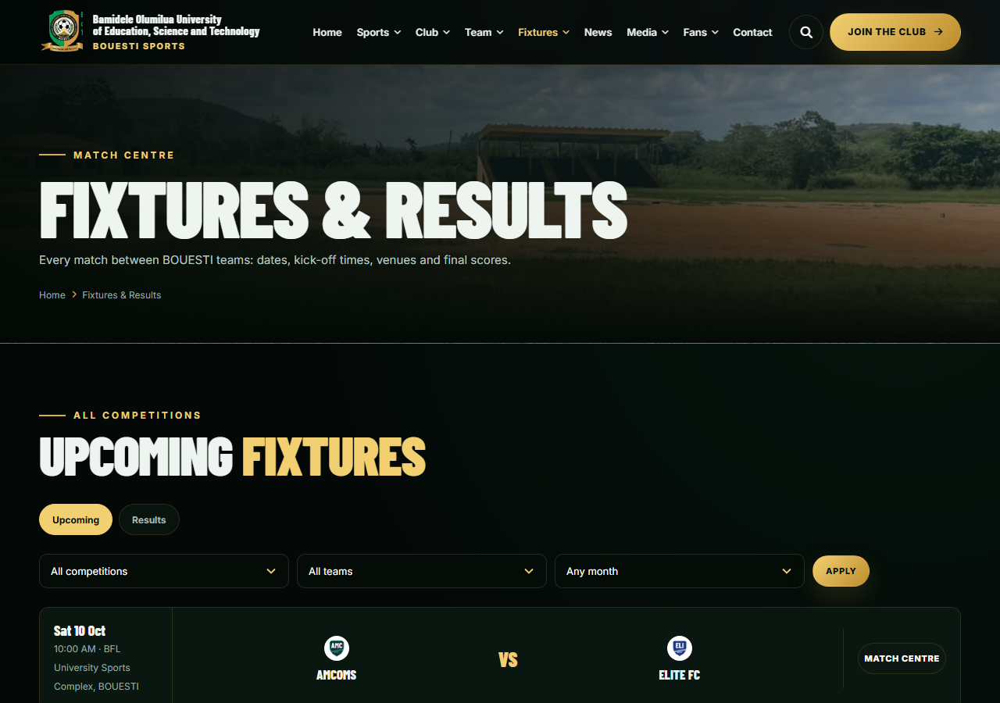 Bamidele Olumilua University
of Education, Science and Technology
BOUESTI SPORTS
Home
Sports
Club
Team
Fixtures
News
Media
Fans
Contact
JOIN THE CLUB
MATCH CENTRE
FIXTURES & RESULTS
Every match between BOUESTI teams: dates, kick-off times, venues and final scores.
Home
Fixtures & Results
ALL COMPETITIONS
UPCOMING FIXTURES
Upcoming
Results
All competitions
All teams
Any month
APPLY
Sat 10 Oct
10:00 AM · BFL
University Sports
Complex, BOUESTI
AMC
AMCOMS
VS
ELI
ELITE FC
MATCH CENTRE